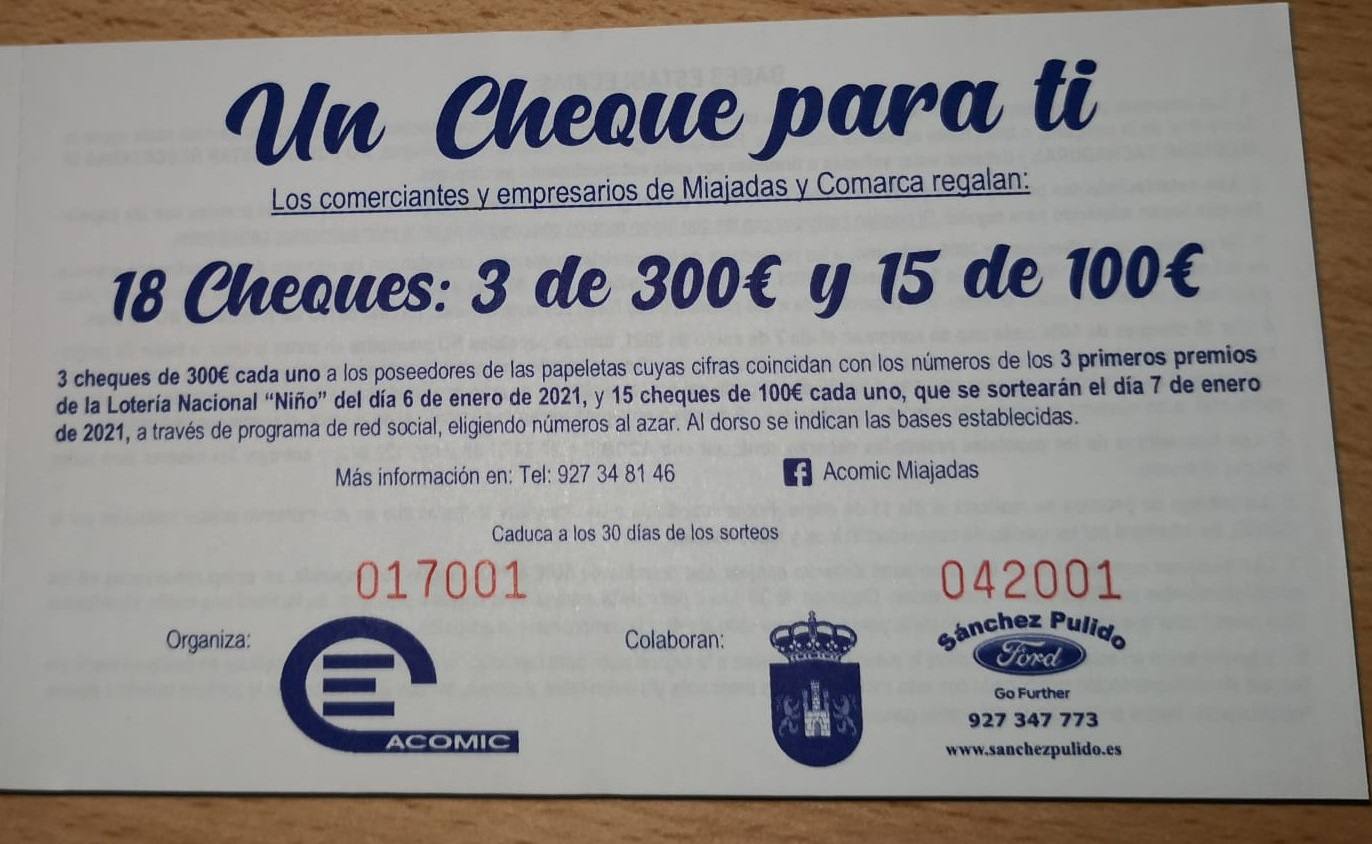 Un Cheque para ti
Los comerciantes y empresarios de Miajadas y Comarca regalan:
18 Cheques: 3 de 300€ y 15 de 100€
3 cheques de 300€ cada uno a los poseedores de las papeletas cuyas cifras coincidan con los números de los 3 primeros premios
de la Lotería Nacional “Niño” del día 6 de enero de 2021, y 15 cheques de 100€ cada uno, que se sortearán el día 7 de enero
de 2021, a través de programa de red social, eligiendo números al azar. Al dorso se indican las bases establecidas.
Más información en: Tel: 927 34 81 46
f Acomic Miajadas
Caduca a los 30 días de los sorteos
017001
042001
Organiza:
ACOMIC
Colaboran:
Sánchez Pulido
Ford
Go Further
927 347 773
www.sanchezpulido.es